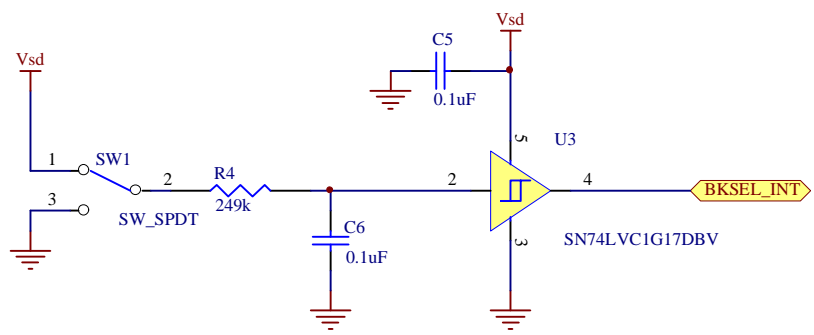 Vsd
C5
0.1uF
Vsd
5
U3
1
SW1
2
R4
249k
2
4
BKSEL_INT
3
SW_SPDT
C6
0.1uF
3
SN74LVC1G17DBV